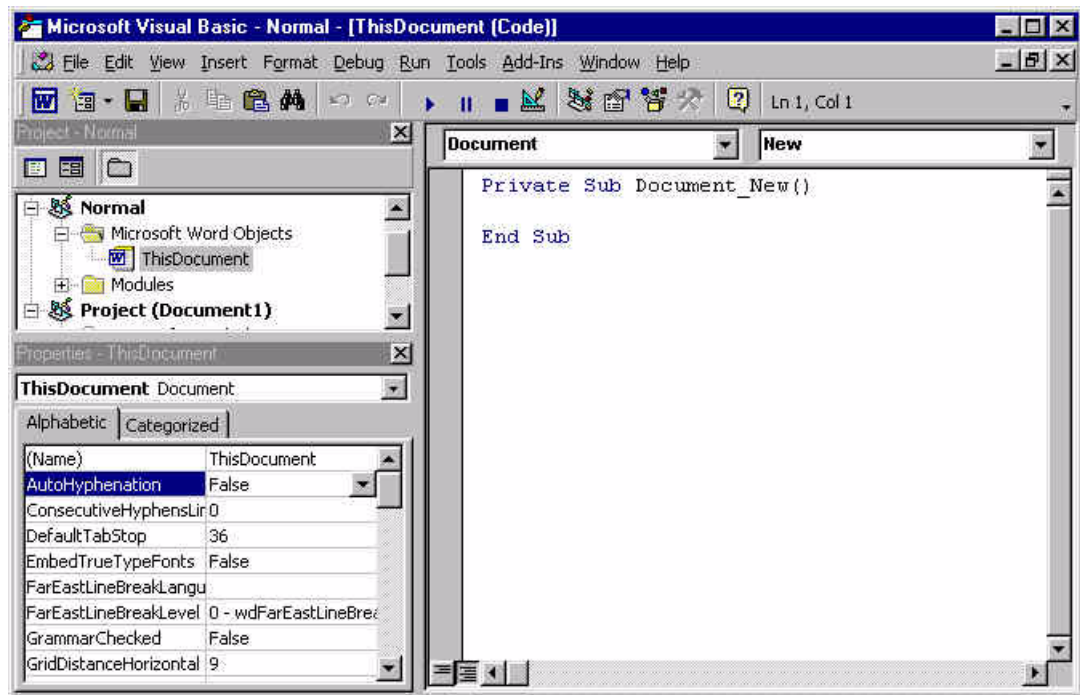 Microsoft Visual Basic - Normal - [ThisDocument (Code)]
File Edit View Insert Format Debug Run Tools Add-Ins Window Help
Ln 1, Col 1
Project - Normal
Normal
Microsoft Word Objects
ThisDocument
Modules
Project (Document1)
Properties - ThisDocument
ThisDocument Document
Alphabetic Categorized
(Name) ThisDocument
AutoHyphenation False
ConsecutiveHyphensLir 0
DefaultTabStop 36
EmbedTrueTypeFonts False
FarEastLineBreakLangu
FarEastLineBreakLevel 0 - wdFarEastLineBrea
GrammarChecked False
GridDistanceHorizontal 9
Document New
Private Sub Document_New()
End Sub